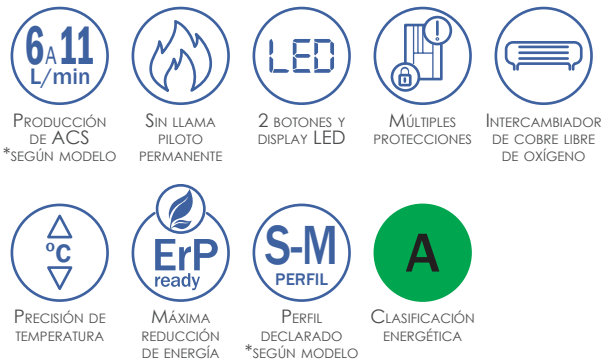 6A11
L/min
PRODUCCIÓN
DE ACS
*SEGÚN MODELO
SIN LLAMA
PILOTO
PERMANENTE
LED
2 BOTONES Y
DISPLAY LED
MÚLTIPLES
PROTECCIONES
INTERCAMBIADOR
DE COBRE LIBRE
DE OXÍGENO
ºC
PRECISIÓN DE
TEMPERATURA
ErP
ready
MÁXIMA
REDUCCIÓN
DE ENERGÍA
S-M
PERFIL
PERFIL
DECLARADO
*SEGÚN MODELO
A
CLASIFICACIÓN
ENERGÉTICA